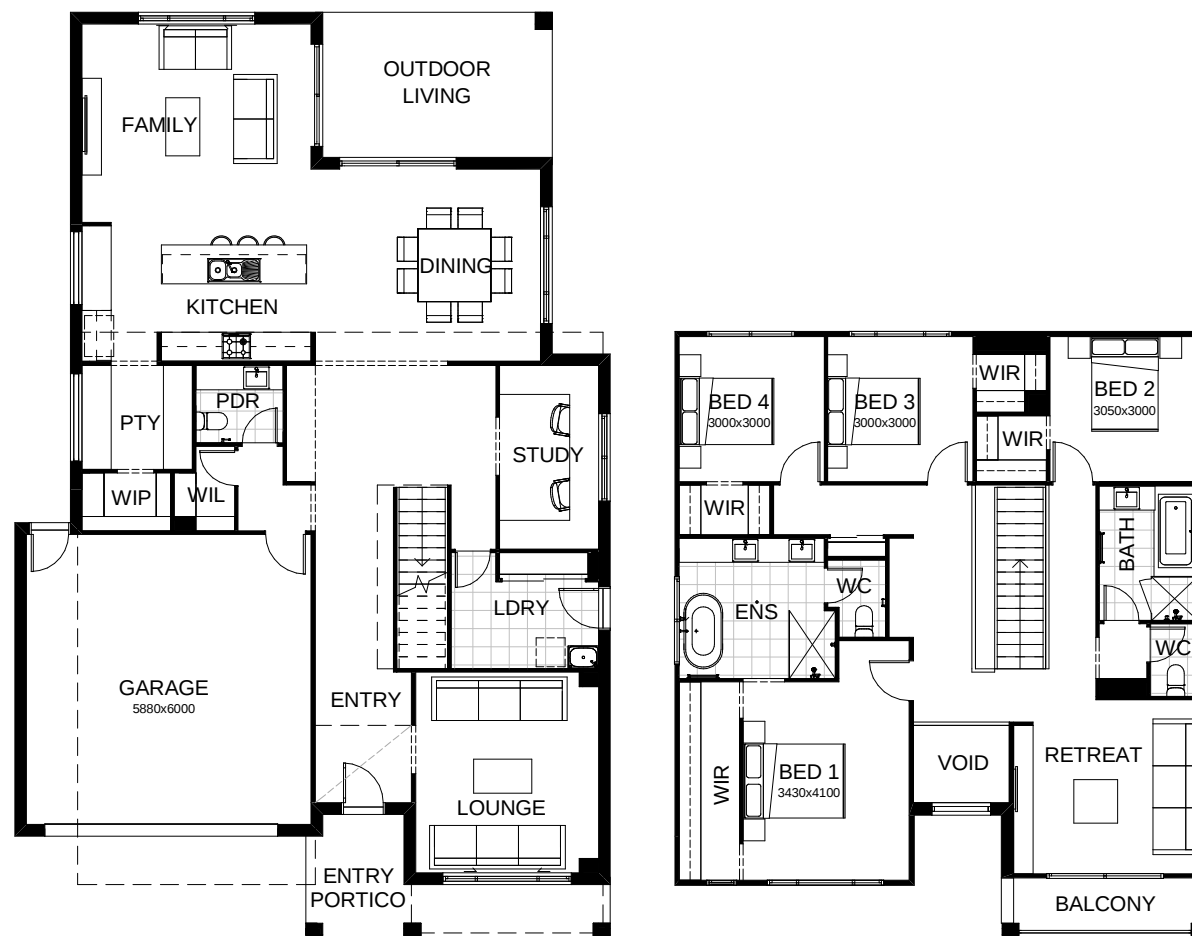 OUTDOOR
LIVING
FAMILY
DINING
KITCHEN
PTY
PDR
STUDY
WIP
WIL
LDRY
GARAGE
5880x6000
ENTRY
LOUNGE
ENTRY
PORTICO
BED 4
3000x3000
BED 3
3000x3000
WIR
BED 2
3050x3000
WIR
WIR
BATH
ENS
WC
WC
WIR
BED 1
3430x4100
VOID
RETREAT
BALCONY